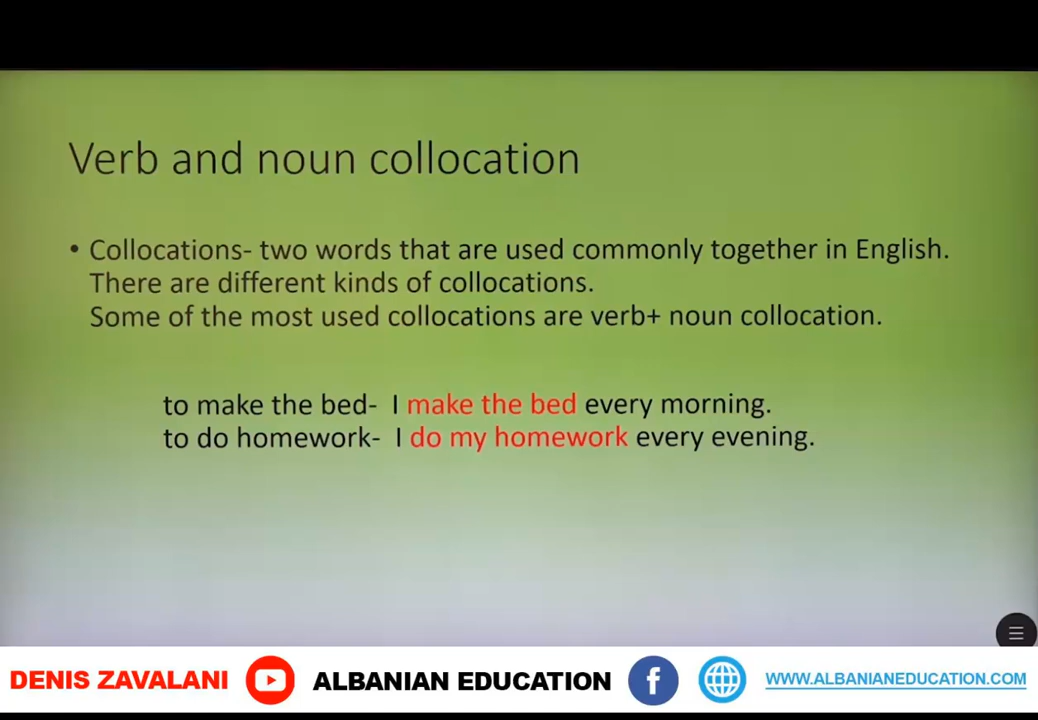 Verb and noun collocation
• Collocations- two words that are used commonly together in English.
There are different kinds of collocations.
Some of the most used collocations are verb+ noun collocation.
to make the bed- I make the bed every morning.
to do homework- I do my homework every evening.
DENIS ZAVALANI ALBANIAN EDUCATION WWW.ALBANIANEDUCATION.COM